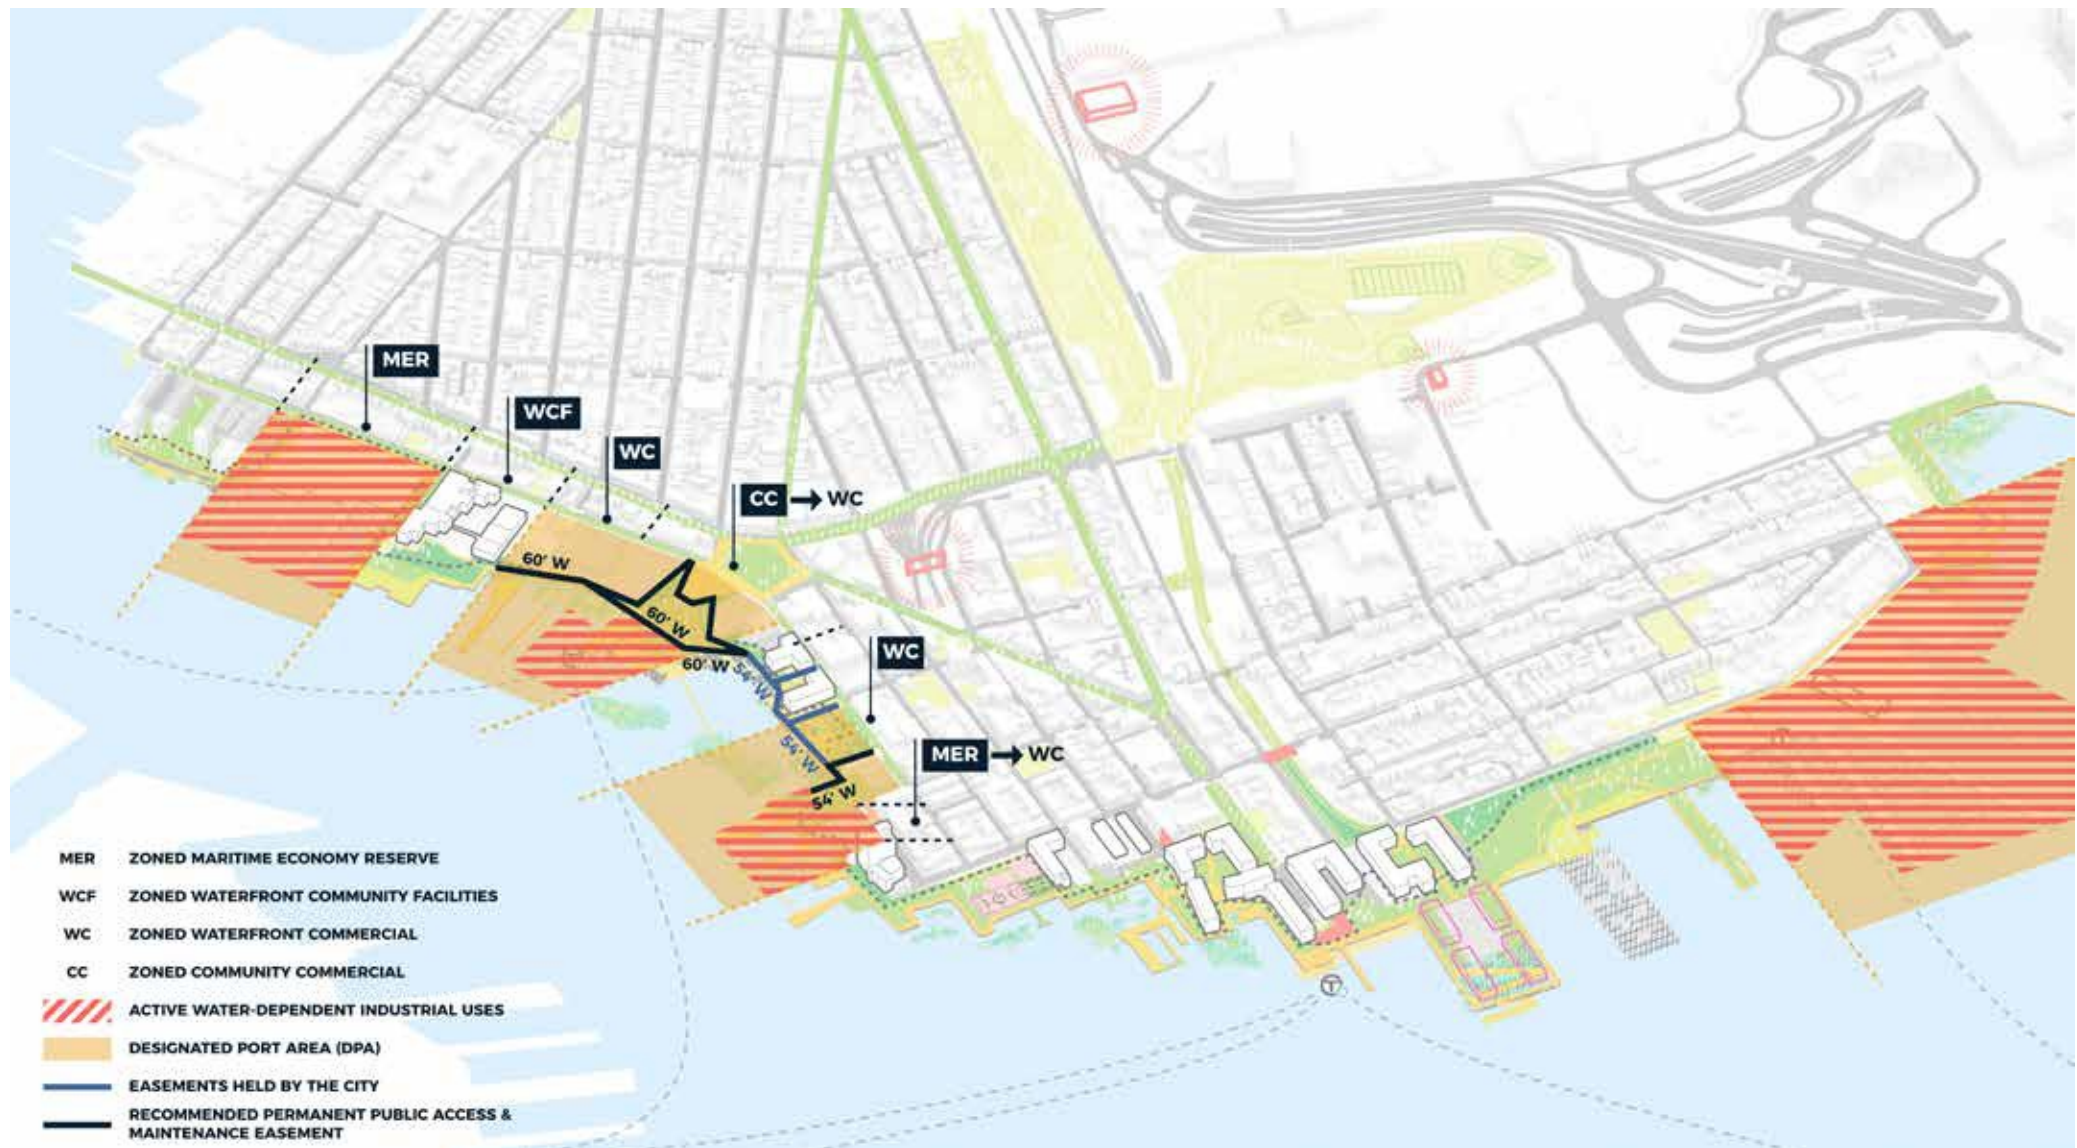 MER
WCF
WC
CC → WC
60' W
60' W
60' W
54' W
WC
54' W
MER → WC
54' W
T
MER ZONED MARITIME ECONOMY RESERVE
WCF ZONED WATERFRONT COMMUNITY FACILITIES
WC ZONED WATERFRONT COMMERCIAL
CC ZONED COMMUNITY COMMERCIAL
ACTIVE WATER-DEPENDENT INDUSTRIAL USES
DESIGNATED PORT AREA (DPA)
EASEMENTS HELD BY THE CITY
RECOMMENDED PERMANENT PUBLIC ACCESS &
MAINTENANCE EASEMENT